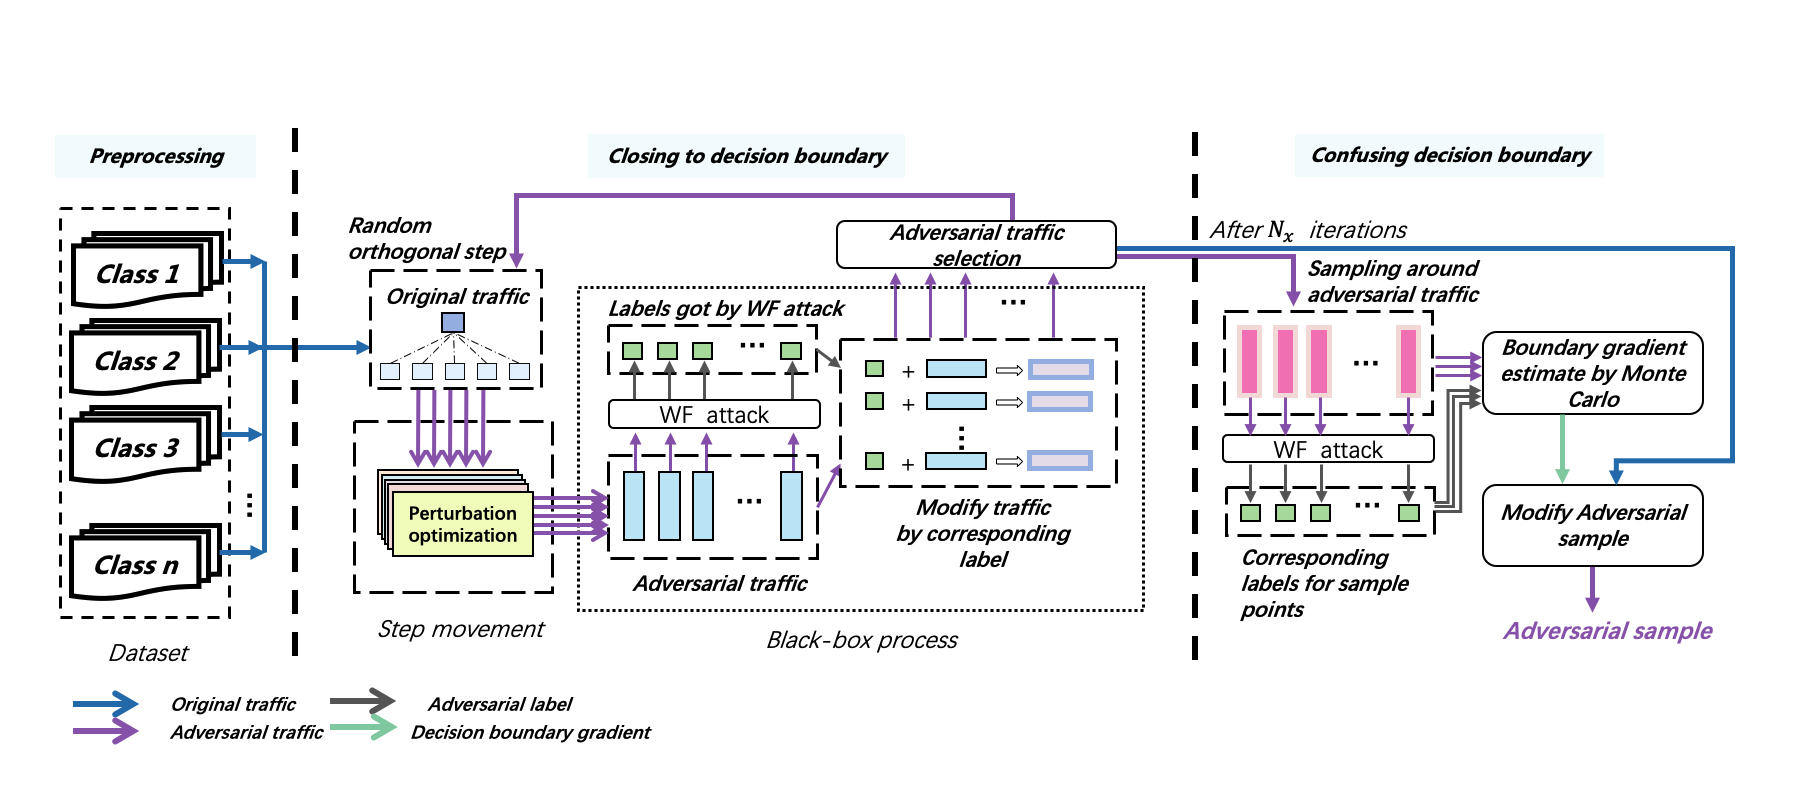 Preprocessing
Closing to decision boundary
Confusing decision boundary
Class 1
Class 2
Class 3
...
Class n
Dataset
Random
orthogonal step
Original traffic
Perturbation
optimization
Step movement
Labels got by WF attack
...
WF attack
...
Adversarial traffic
Adversarial traffic
selection
...
+
+
...
+
Modify traffic
by corresponding
label
Black-box process
After Nₓ iterations
Sampling around
adversarial traffic
...
WF attack
...
Corresponding
labels for sample
points
Boundary gradient
estimate by Monte
Carlo
Modify Adversarial
sample
Adversarial sample
Original traffic
Adversarial label
Adversarial traffic
Decision boundary gradient